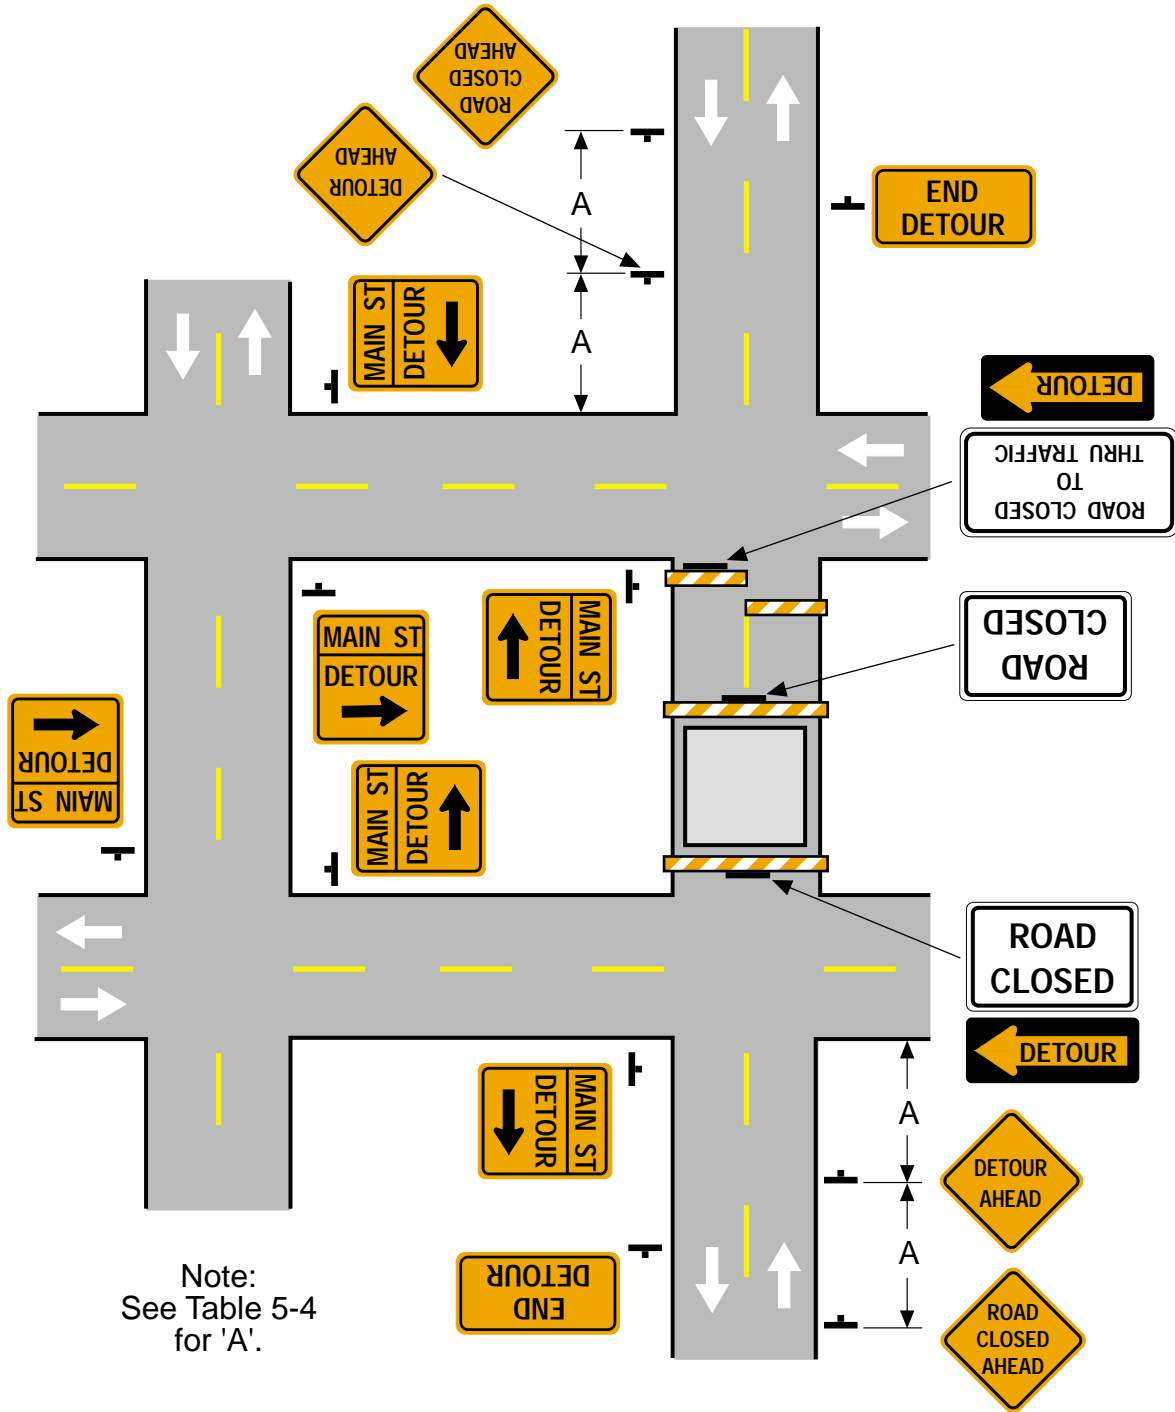 ROAD
CLOSED
AHEAD
DETOUR
AHEAD
A
END
DETOUR
MAIN ST
DETOUR
A
DETOUR
ROAD CLOSED
TO
THRU TRAFFIC
MAIN ST
DETOUR
MAIN ST
DETOUR
ROAD
CLOSED
MAIN ST
DETOUR
MAIN ST
DETOUR
ROAD
CLOSED
DETOUR
MAIN ST
DETOUR
A
DETOUR
AHEAD
A
END
DETOUR
ROAD
CLOSED
AHEAD
Note:
See Table 5-4
for 'A'.